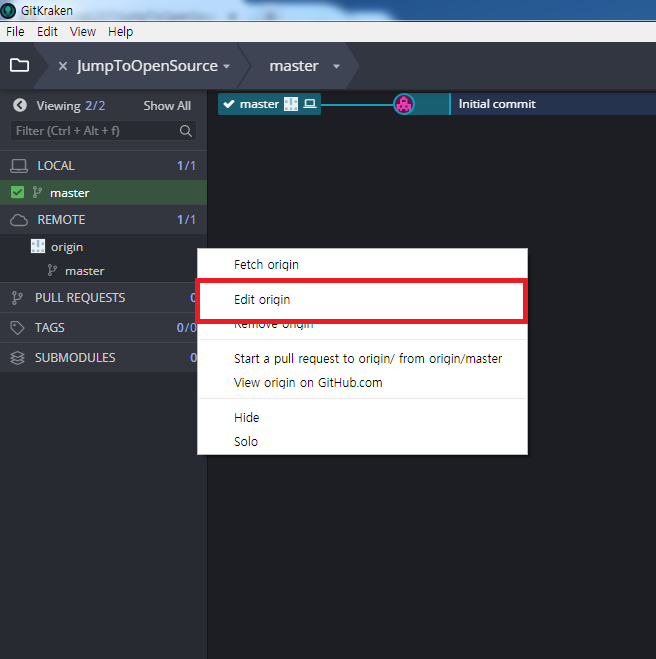 GitKraken
File Edit View Help
JumpToOpenSource master
Viewing 2/2 Show All
Filter (Ctrl + Alt + f)
master Initial commit
LOCAL 1/1
master
REMOTE 1/1
origin
master
PULL REQUESTS 0
TAGS 0/0
SUBMODULES 0
Fetch origin
Edit origin
Remove origin
Start a pull request to origin/ from origin/master
View origin on GitHub.com
Hide
Solo